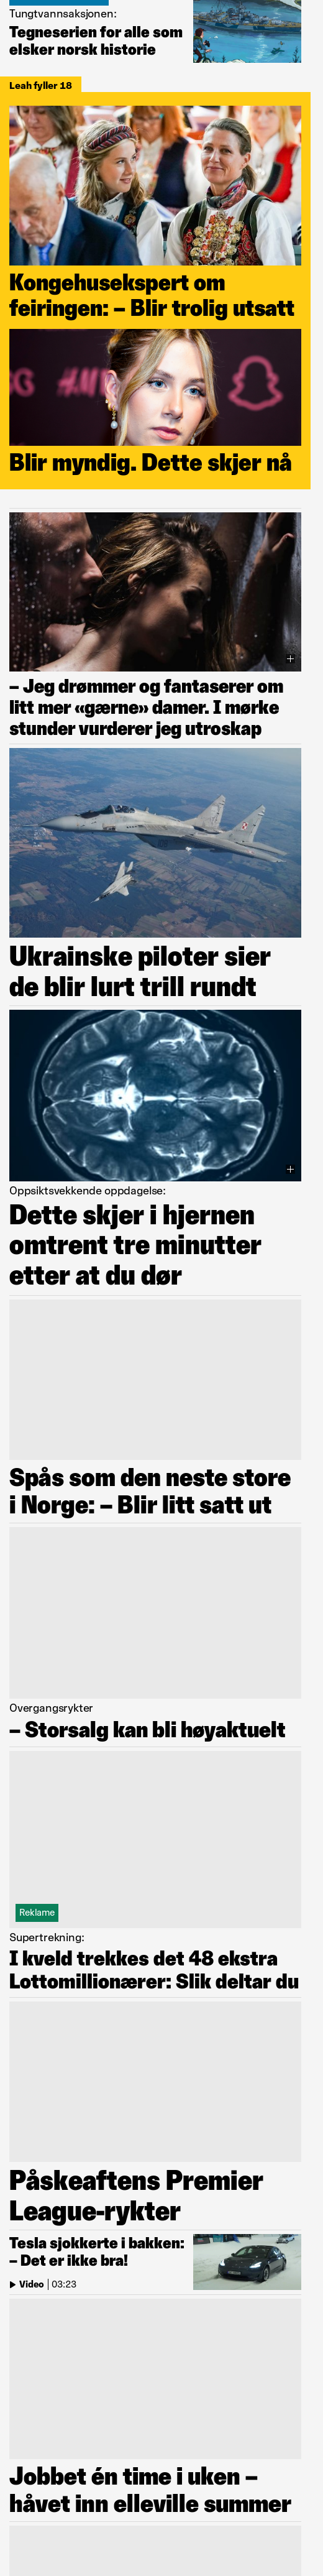 Tungtvannsaksjonen:
Tegneserien for alle som
elsker norsk historie
Leah fyller 18
Kongehusekspert om
feiringen: – Blir trolig utsatt
H&M
Blir myndig. Dette skjer nå
– Jeg drømmer og fantaserer om
litt mer «gærne» damer. I mørke
stunder vurderer jeg utroskap
Ukrainske piloter sier
de blir lurt trill rundt
Oppsiktsvekkende oppdagelse:
Dette skjer i hjernen
omtrent tre minutter
etter at du dør
Spås som den neste store
i Norge: – Blir litt satt ut
Overgangsrykter
– Storsalg kan bli høyaktuelt
Reklame
Supertrekning:
I kveld trekkes det 48 ekstra
Lottomillionærer: Slik deltar du
Påskeaftens Premier
League-rykter
Tesla sjokkerte i bakken:
– Det er ikke bra!
Video | 03:23
Jobbet én time i uken –
håvet inn elleville summer